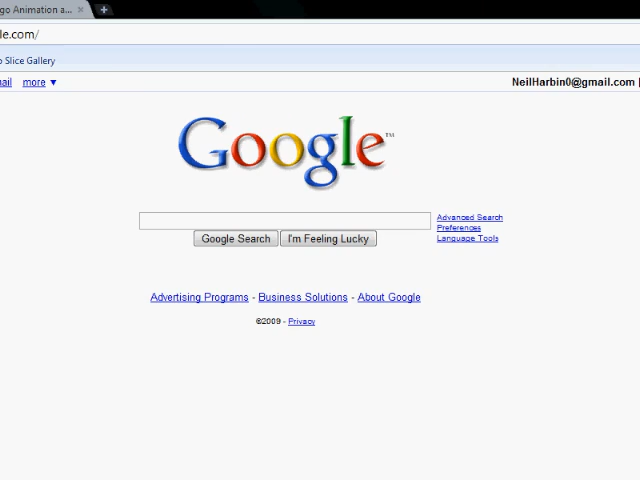 go Animation a...
le.com/
Slice Gallery
ail more ▼ NeilHarbin0@gmail.com |
Google™
Advanced Search
Preferences
Google Search I'm Feeling Lucky Language Tools
Advertising Programs - Business Solutions - About Google
©2009 - Privacy